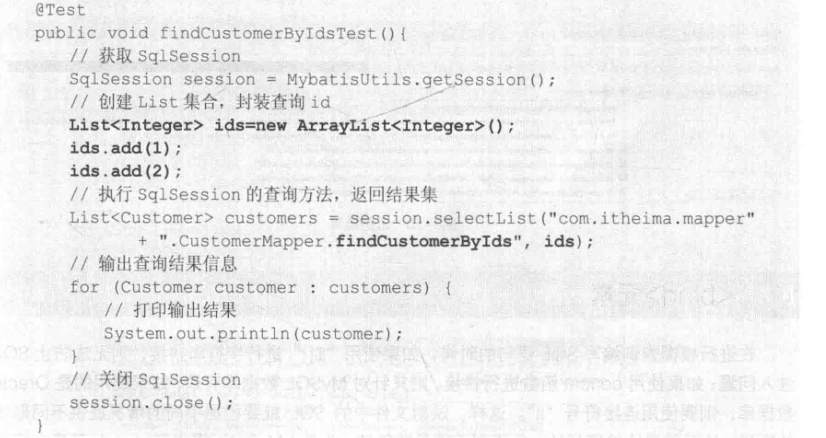 @Test
public void findCustomerByIdsTest(){
// 获取 SqlSession
SqlSession session = MybatisUtils.getSession();
// 创建 List 集合，封装查询 id
List<Integer> ids=new ArrayList<Integer>();
ids.add(1);
ids.add(2);
// 执行 SqlSession 的查询方法，返回结果集
List<Customer> customers = session.selectList("com.itheima.mapper"
+ ".CustomerMapper.findCustomerByIds", ids);
// 输出查询结果信息
for (Customer customer : customers) {
// 打印输出结果
System.out.println(customer);
}
// 关闭 SqlSession
session.close();
}